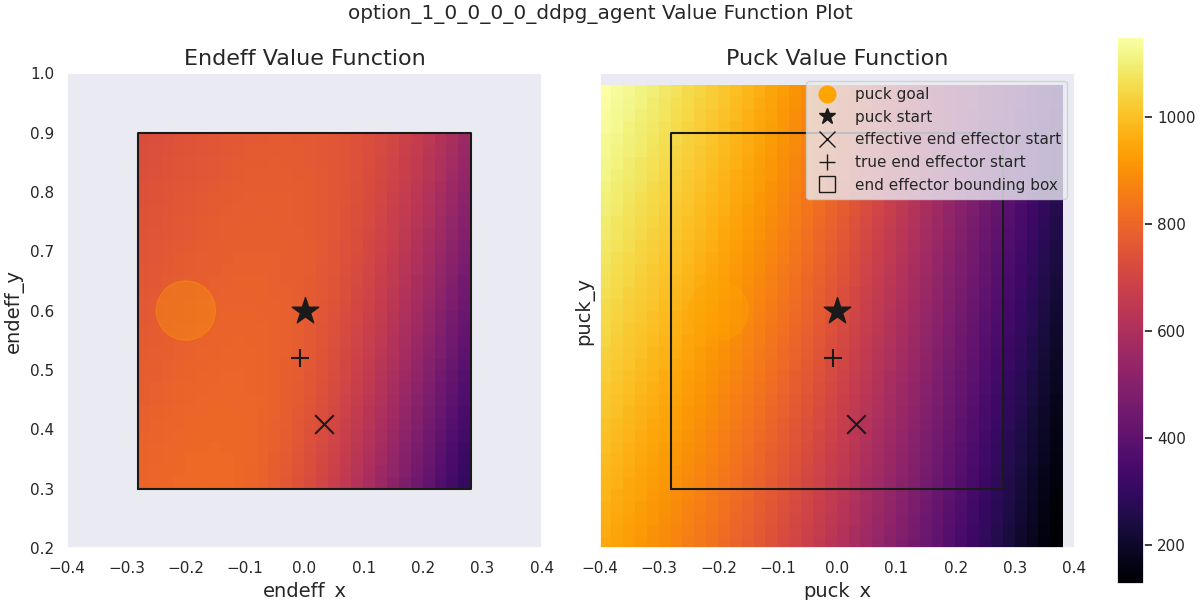 option_1_0_0_0_0_ddpg_agent Value Function Plot
Endeff Value Function
Puck Value Function
puck goal
puck start
effective end effector start
true end effector start
end effector bounding box
endeff_y
1.0
0.9
0.8
0.7
0.6
0.5
0.4
0.3
0.2
−0.4 −0.3 −0.2 −0.1 0.0 0.1 0.2 0.3 0.4
endeff_x
puck_y
−0.4 −0.3 −0.2 −0.1 0.0 0.1 0.2 0.3 0.4
puck_x
1000
800
600
400
200